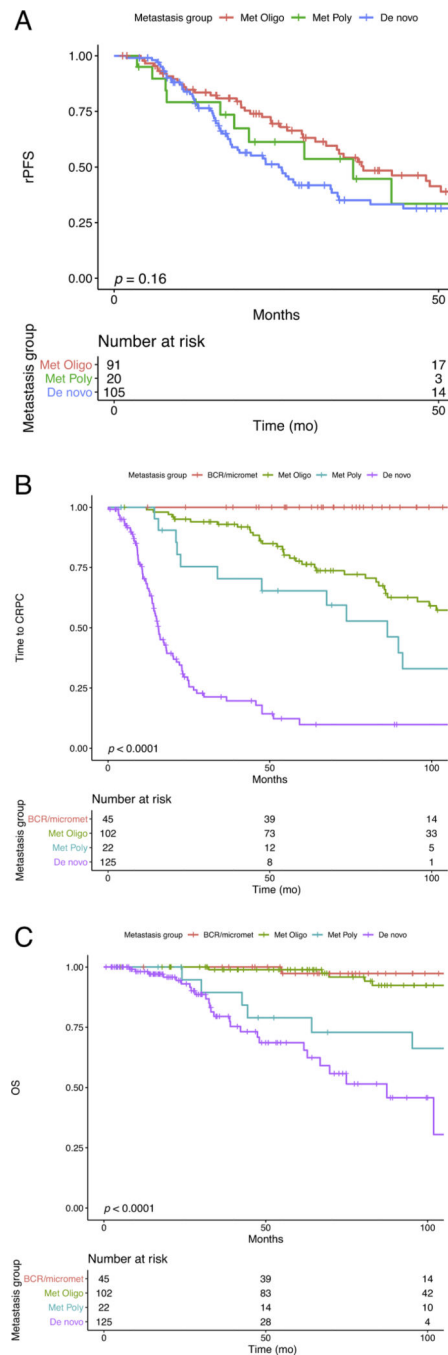 A
Metastasis group Met Oligo Met Poly De novo
1.00
0.75
0.50
0.25
0.00
rPFS
p = 0.16
0 50
Months
Number at risk
Metastasis group
Met Oligo 91 17
Met Poly 20 3
De novo 105 14
0 50
Time (mo)
B
Metastasis group BCR/micromet Met Oligo Met Poly De novo
1.00
0.75
0.50
0.25
0.00
Time to CRPC
p < 0.0001
0 50 100
Months
Number at risk
Metastasis group
BCR/micromet 45 39 14
Met Oligo 102 73 33
Met Poly 22 12 5
De novo 125 8 1
0 50 100
Time (mo)
C
Metastasis group BCR/micromet Met Oligo Met Poly De novo
1.00
0.75
0.50
0.25
0.00
OS
p < 0.0001
0 50 100
Months
Number at risk
Metastasis group
BCR/micromet 45 39 14
Met Oligo 102 83 42
Met Poly 22 14 10
De novo 125 28 4
0 50 100
Time (mo)